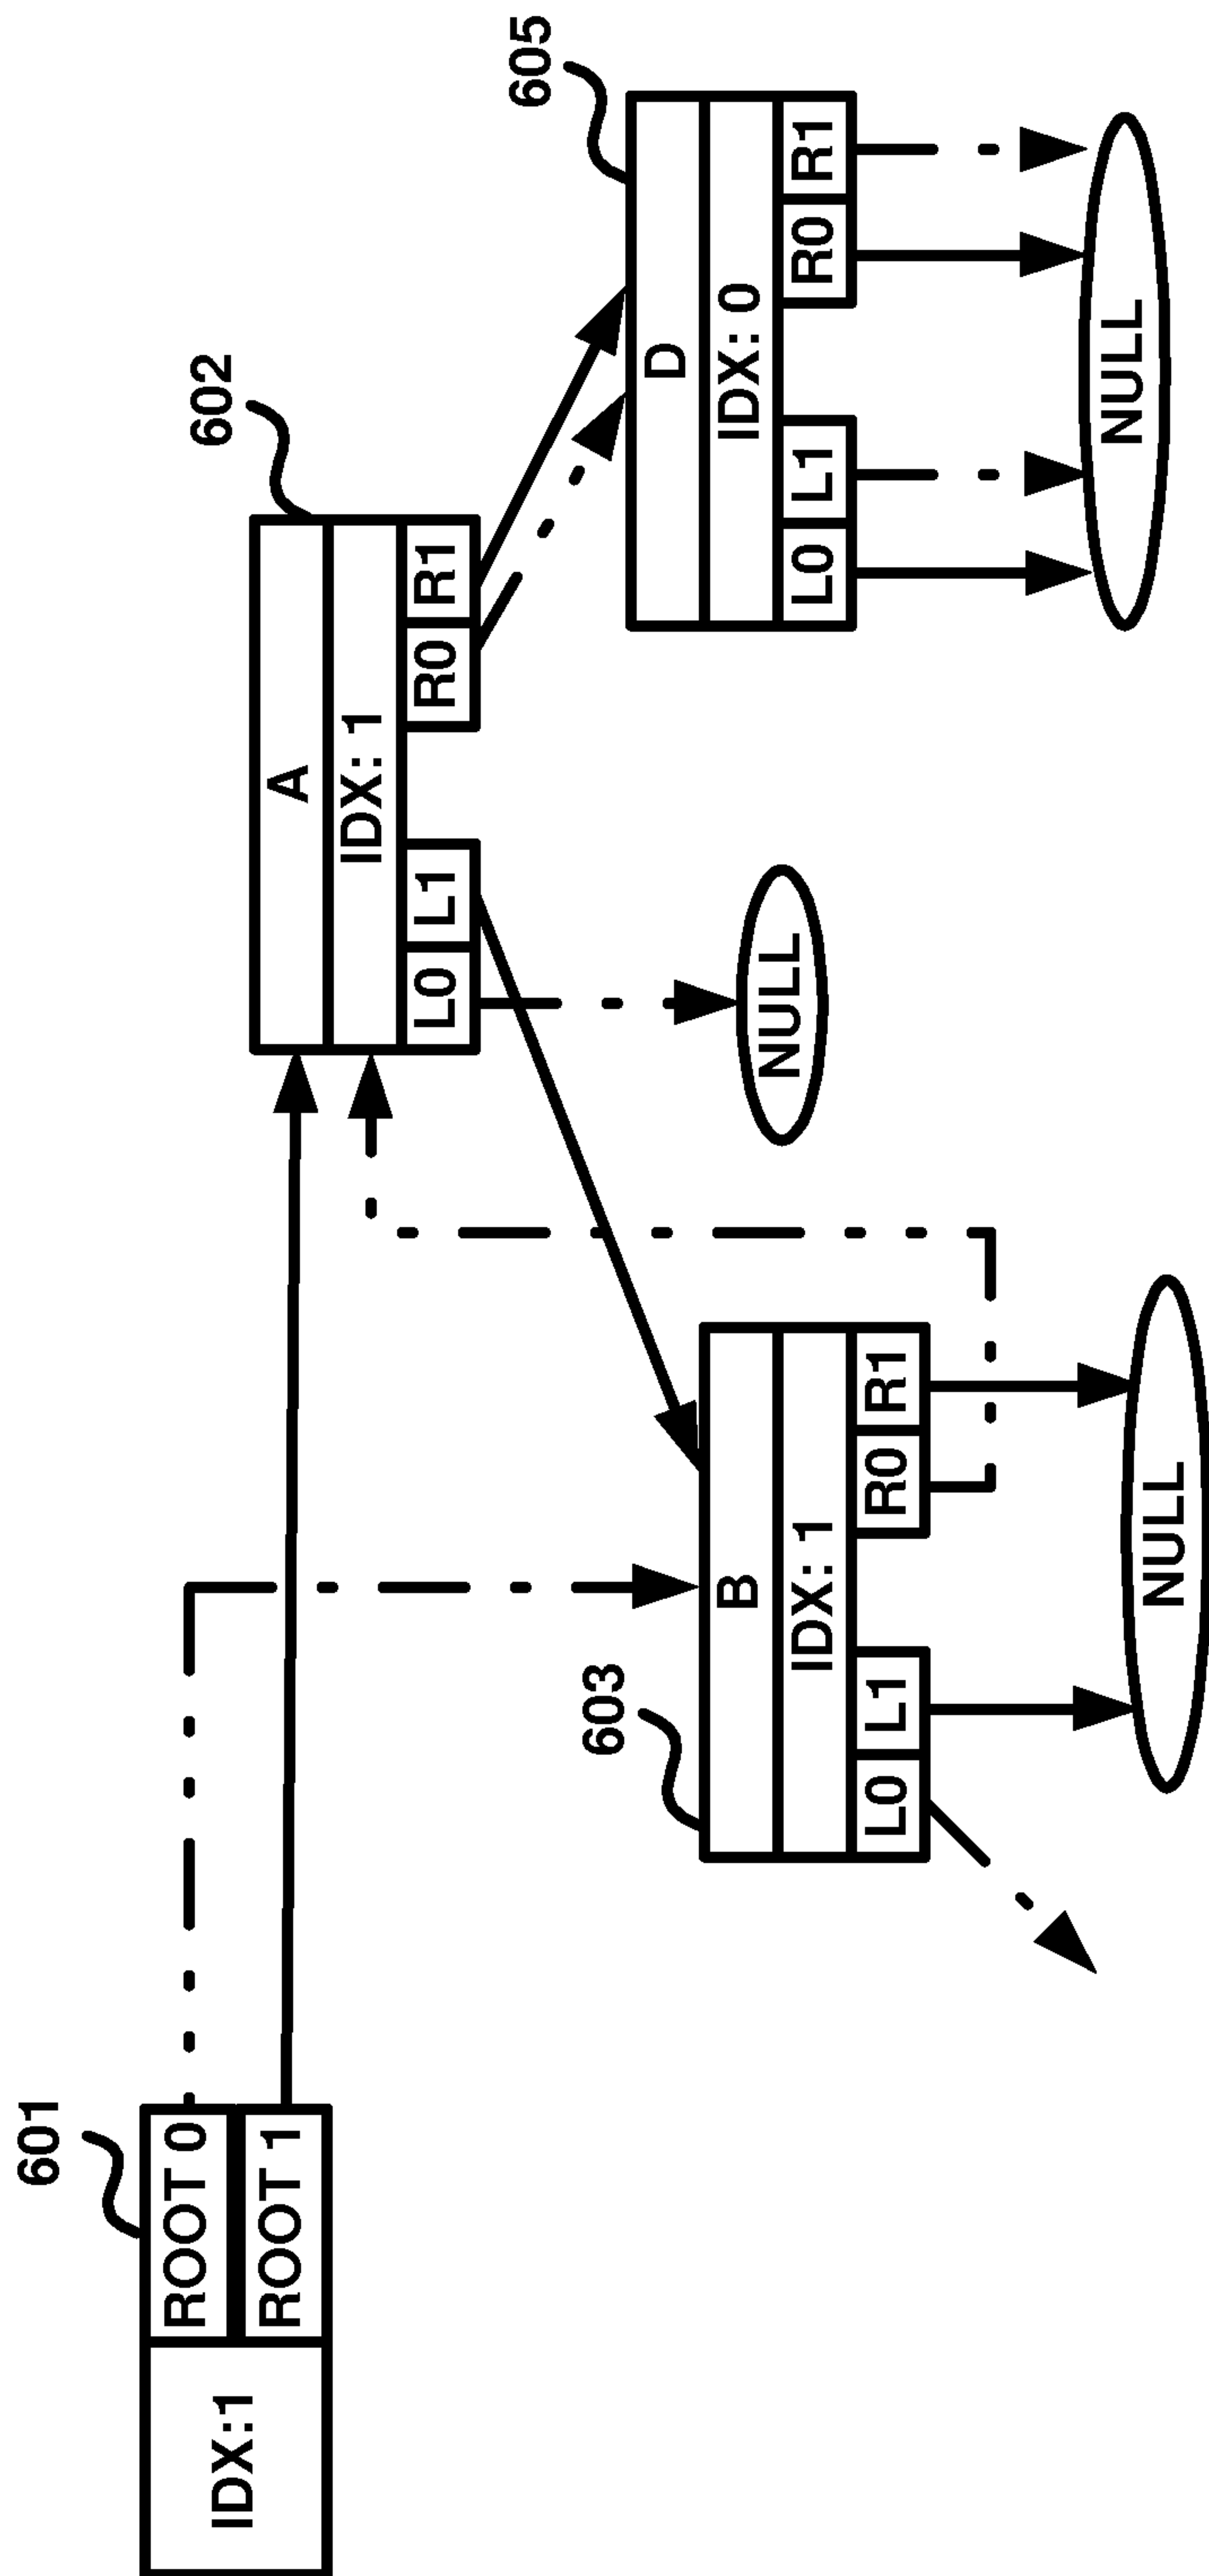 601
IDX:1
ROOT 0
ROOT 1
602
A
IDX: 1
L0 L1 R0 R1
603
B
IDX: 1
L0 L1 R0 R1
NULL
NULL
605
D
IDX: 0
L0 L1 R0 R1
NULL